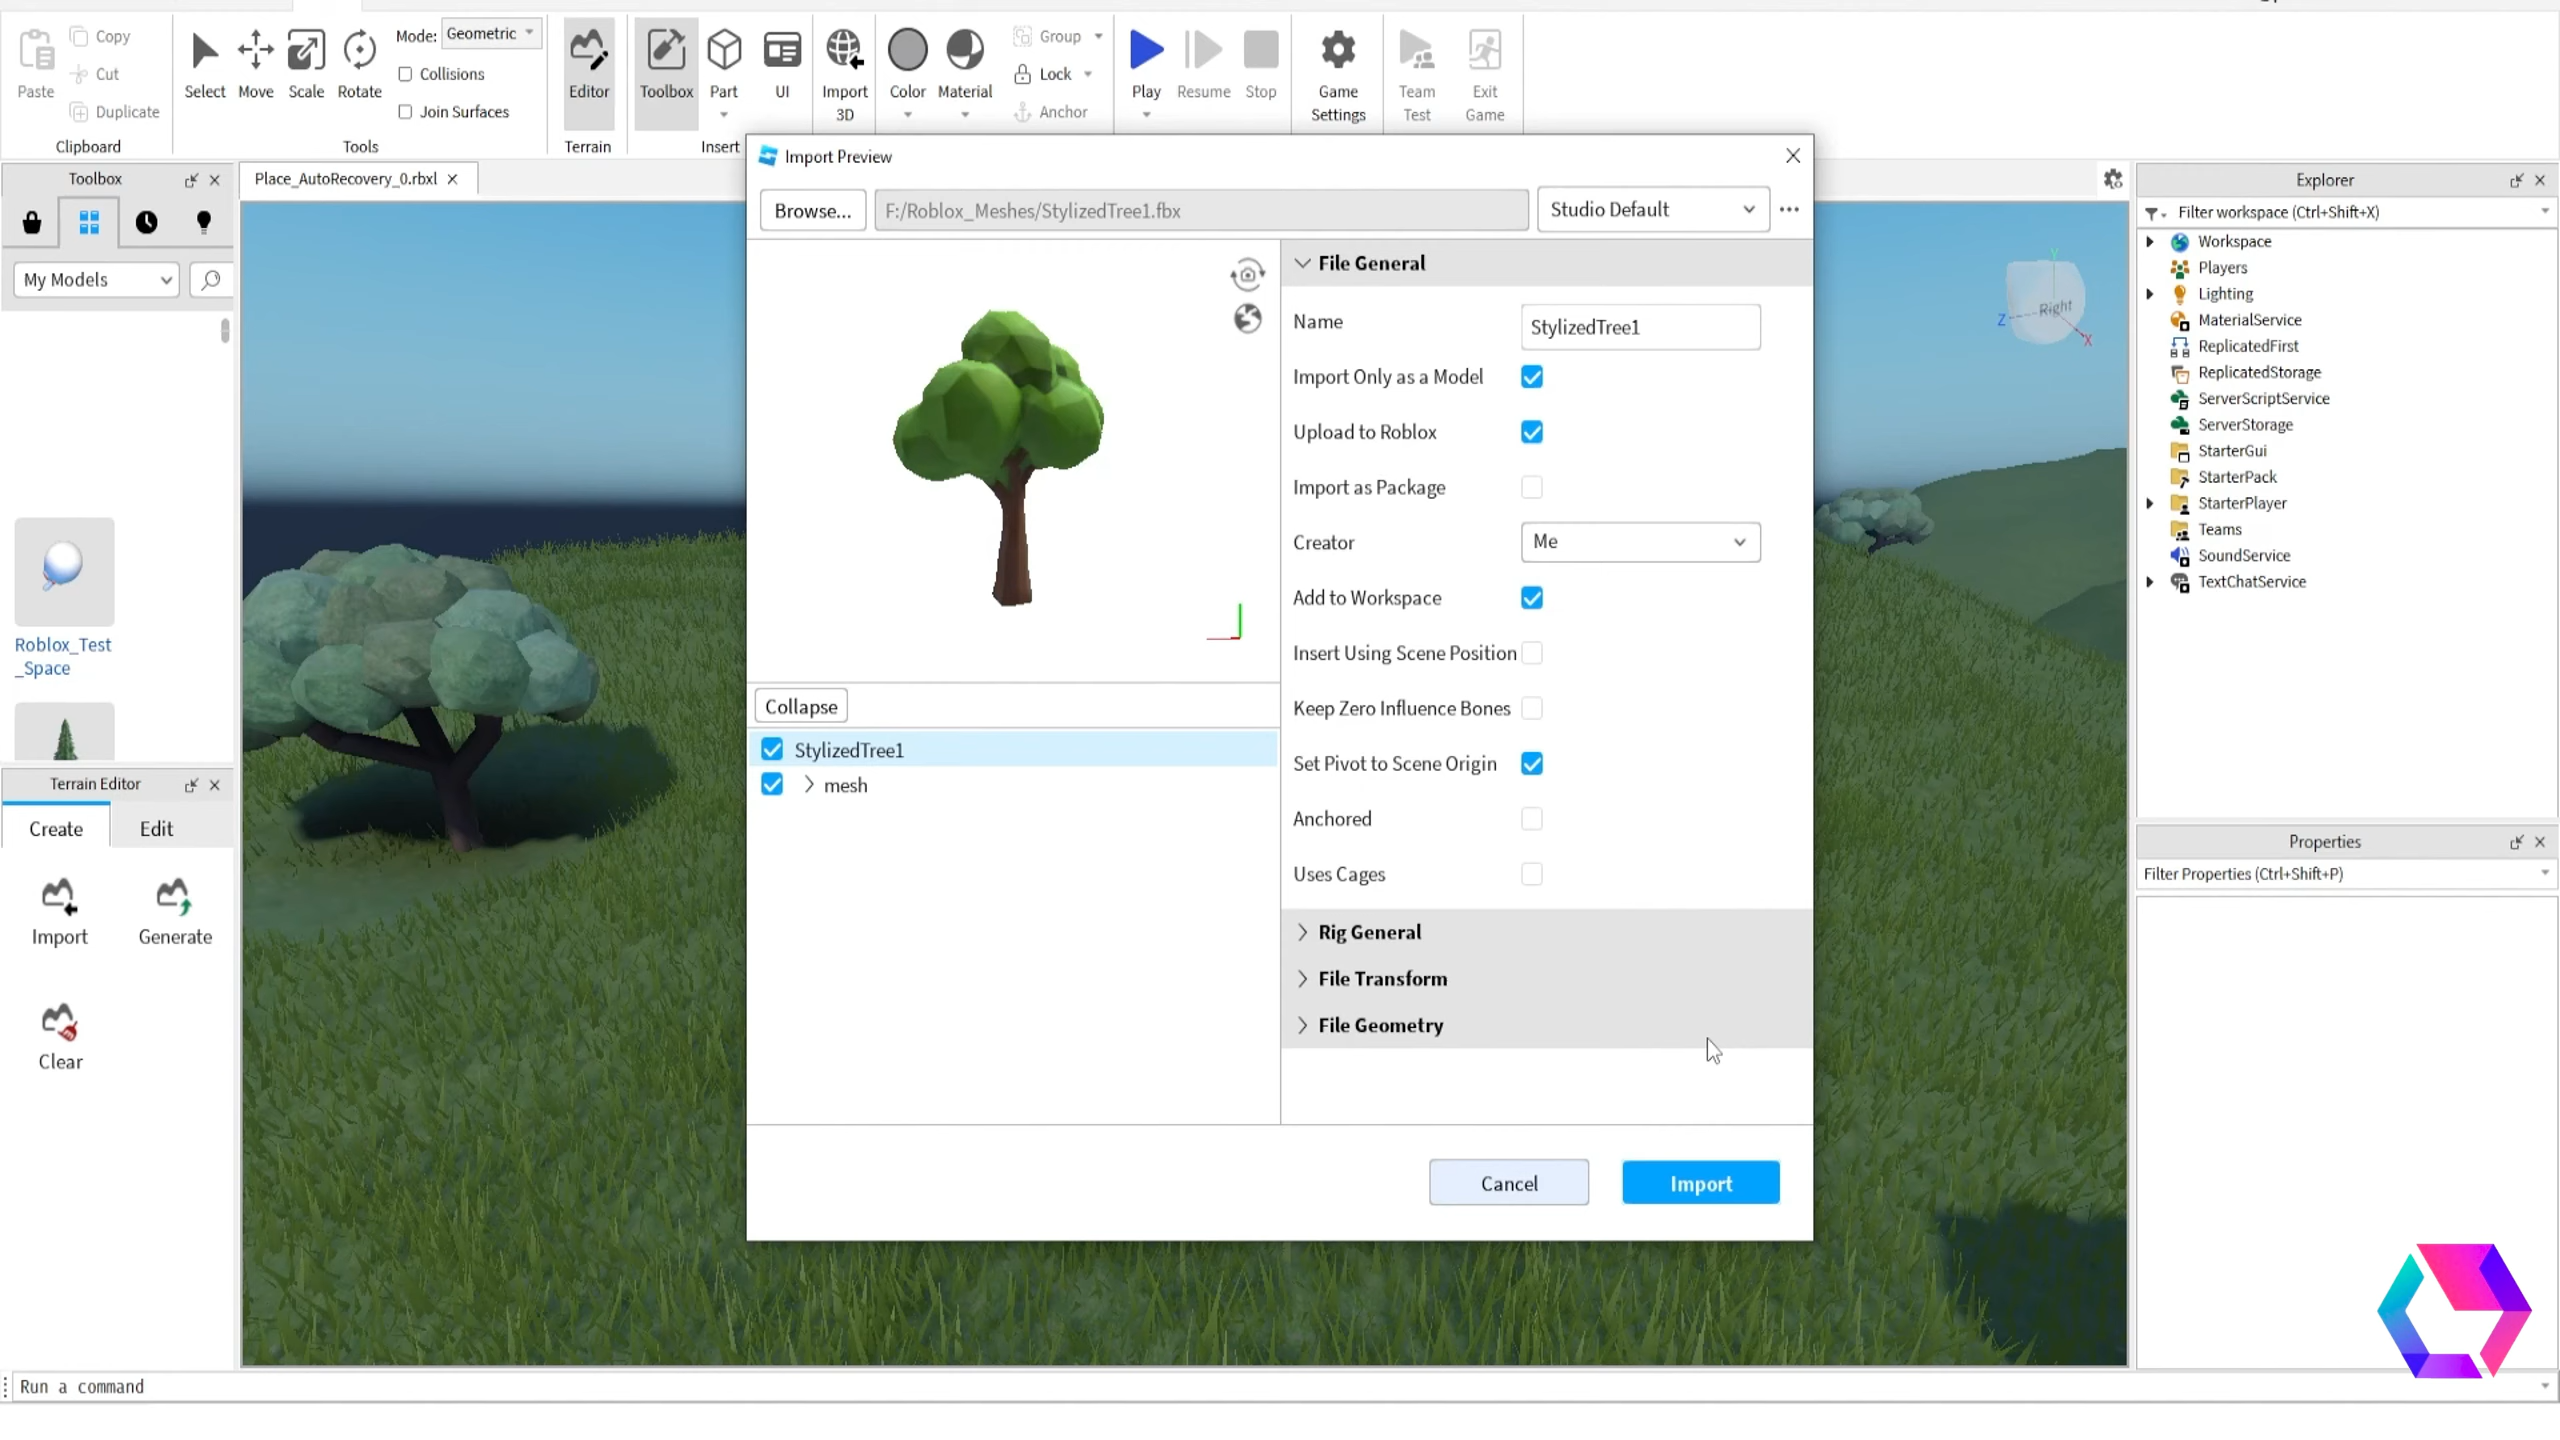 Paste
Copy
Cut
Duplicate
Clipboard
Select
Move
Scale
Rotate
Mode: Geometric
Collisions
Join Surfaces
Tools
Editor
Terrain
Toolbox
Part
UI
Insert
Import
3D
Color
Material
Group
Lock
Anchor
Play
Resume
Stop
Game
Settings
Team
Test
Exit
Game
Toolbox
My Models
Roblox_Test
_Space
Terrain Editor
Create
Edit
Import
Generate
Clear
Place_AutoRecovery_0.rbxl
Import Preview
Browse...
F:/Roblox_Meshes/StylizedTree1.fbx
Studio Default
Collapse
StylizedTree1
mesh
File General
Name
StylizedTree1
Import Only as a Model
Upload to Roblox
Import as Package
Creator
Me
Add to Workspace
Insert Using Scene Position
Keep Zero Influence Bones
Set Pivot to Scene Origin
Anchored
Uses Cages
Rig General
File Transform
File Geometry
Cancel
Import
Y
Z
Right
X
Explorer
Filter workspace (Ctrl+Shift+X)
Workspace
Players
Lighting
MaterialService
ReplicatedFirst
ReplicatedStorage
ServerScriptService
ServerStorage
StarterGui
StarterPack
StarterPlayer
Teams
SoundService
TextChatService
Properties
Filter Properties (Ctrl+Shift+P)
Run a command